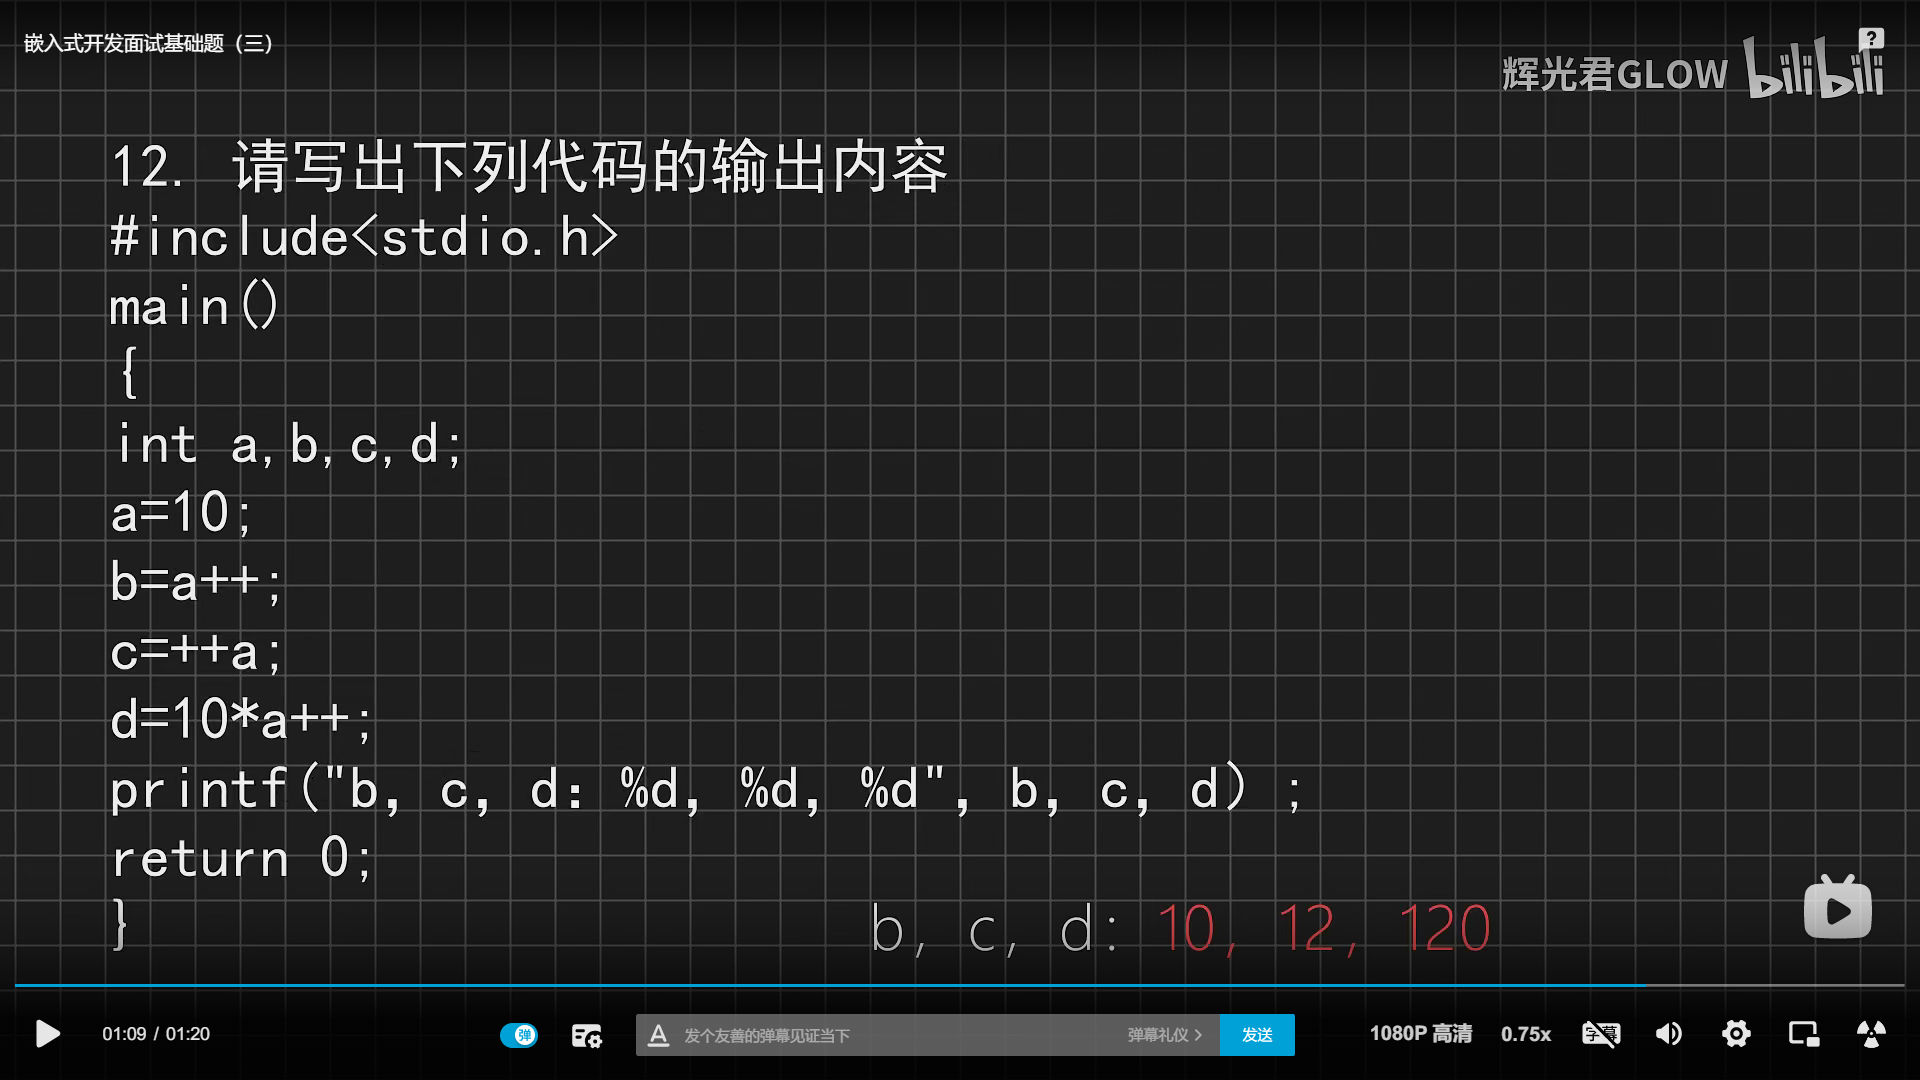 嵌入式开发面试基础题（三）
辉光君GLOW bilibili
12. 请写出下列代码的输出内容
#include<stdio.h>
main()
{
int a,b,c,d;
a=10;
b=a++;
c=++a;
d=10*a++;
printf("b，c，d：%d，%d，%d"，b，c，d）;
return 0;
}
b，c，d：10，12，120
01:09 / 01:20
弹
A 发个友善的弹幕见证当下
弹幕礼仪 >
发送
1080P 高清
0.75x
字幕